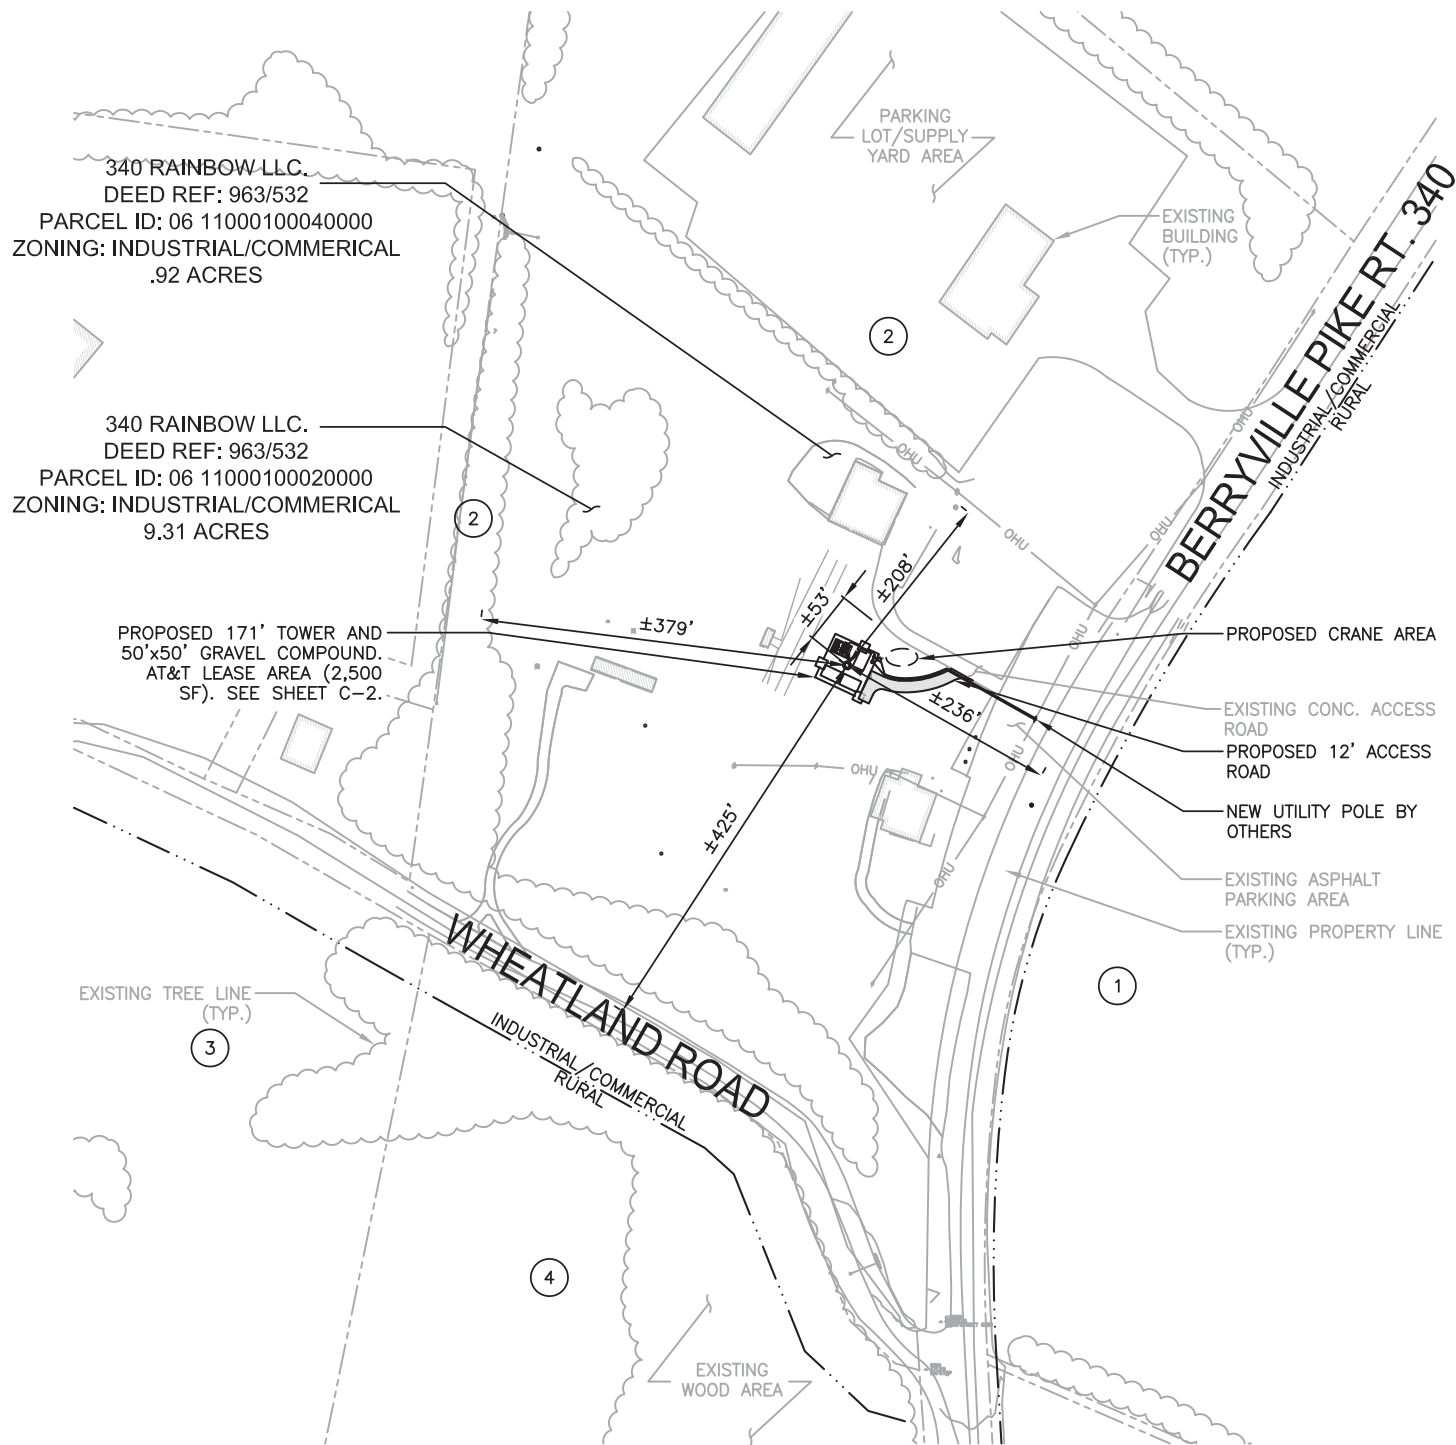 340 RAINBOW LLC.
DEED REF: 963/532
PARCEL ID: 06 11000100040000
ZONING: INDUSTRIAL/COMMERICAL
.92 ACRES
340 RAINBOW LLC.
DEED REF: 963/532
PARCEL ID: 06 11000100020000
ZONING: INDUSTRIAL/COMMERICAL
9.31 ACRES
PROPOSED 171' TOWER AND
50'x50' GRAVEL COMPOUND.
AT&T LEASE AREA (2,500
SF). SEE SHEET C-2.
PARKING
LOT/SUPPLY
YARD AREA
EXISTING
BUILDING
(TYP.)
2
2
BERRYVILLE PIKE RT. 340
INDUSTRIAL/COMMERCIAL
RURAL
OHU
OHU
OHU
OHU
OHU
OHU
OHU
OHU
±208'
±53'
±379'
±236'
±425'
PROPOSED CRANE AREA
EXISTING CONC. ACCESS
ROAD
PROPOSED 12' ACCESS
ROAD
NEW UTILITY POLE BY
OTHERS
EXISTING ASPHALT
PARKING AREA
EXISTING PROPERTY LINE
(TYP.)
1
WHEATLAND ROAD
INDUSTRIAL/COMMERCIAL
RURAL
EXISTING TREE LINE
(TYP.)
3
4
EXISTING
WOOD AREA